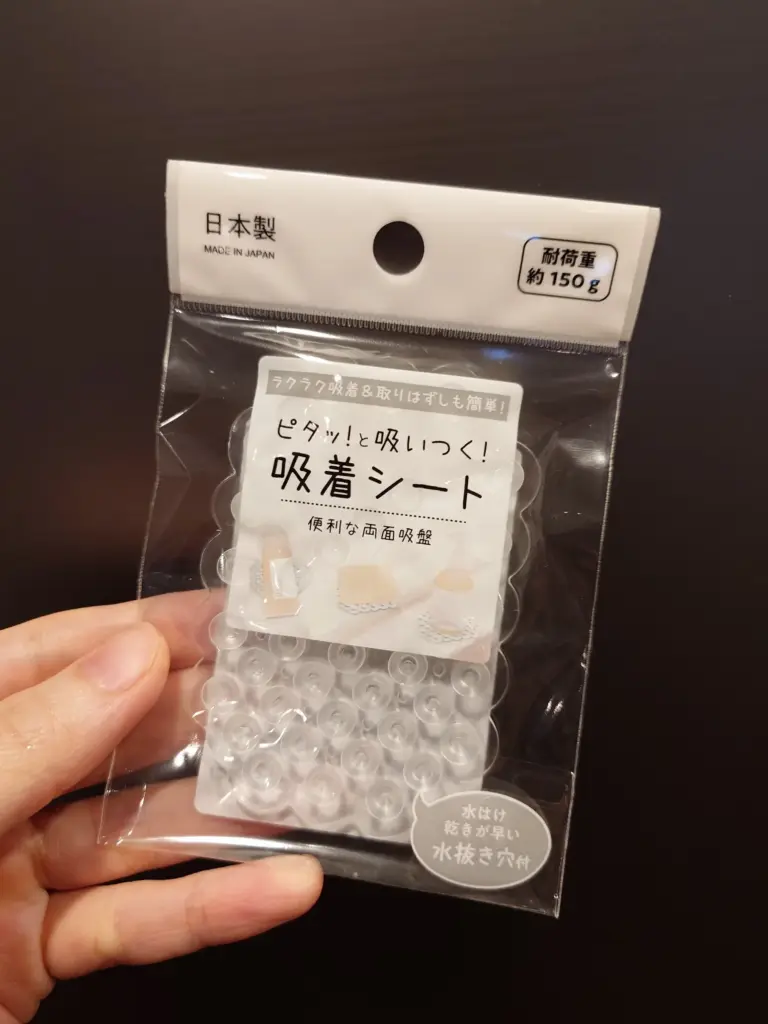 日本製
MADE IN JAPAN
耐荷重
約150g
ラクラク吸着&取りはずしも簡単!
ピタッ!と吸いつく!
吸着シート
便利な両面吸盤
水はけ
乾きが早い
水抜き穴付